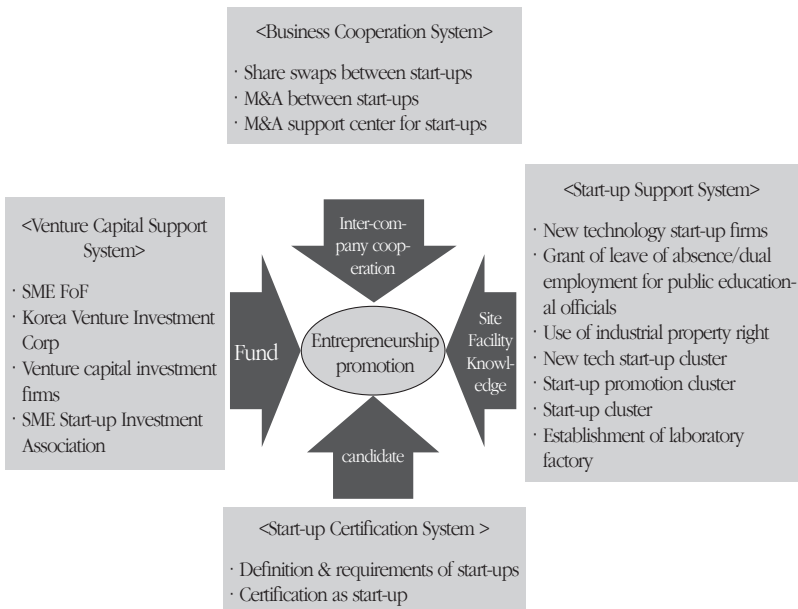 <Business Cooperation System>
· Share swaps between start-ups
· M&A between start-ups
· M&A support center for start-ups
<Venture Capital Support
System>
· SME FoF
· Korea Venture Investment
Corp
· Venture capital investment
firms
· SME Start-up Investment
Association
Fund
Inter-com-
pany coop-
eration
Entrepreneurship
promotion
Site
Facility
Knowl-
edge
candidate
<Start-up Support System>
· New technology start-up firms
· Grant of leave of absence/dual
employment for public education-
al officials
· Use of industrial property right
· New tech start-up cluster
· Start-up promotion cluster
· Start-up cluster
· Establishment of laboratory
factory
<Start-up Certification System >
· Definition & requirements of start-ups
· Certification as start-up